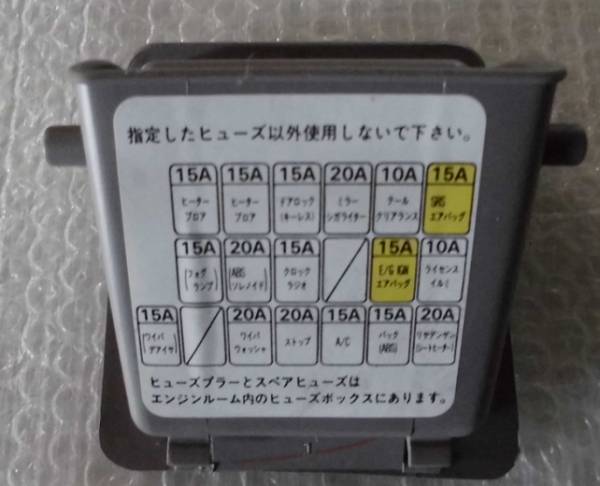 指定したヒューズ以外使用しないで下さい。
15A 15A 15A 20A 10A 15A
ヒーター ヒーター ドアロック ミラー テール SRS
ブロア ブロア (キーレス) シガライター クリアランス エアバッグ
15A 20A 15A 15A 10A
フォグ ABS クロック E/G IGN ライセンス
ランプ ソレノイド ラジオ エアバッグ イルミ
15A 20A 20A 15A 15A 20A
ワイパ ワイパ ストップ A/C バック リヤデフォッガ
デアイサ ウォッシャ (ABS) (シートヒーター)
ヒューズプラーとスペアヒューズは
エンジンルーム内のヒューズボックスにあります。
1